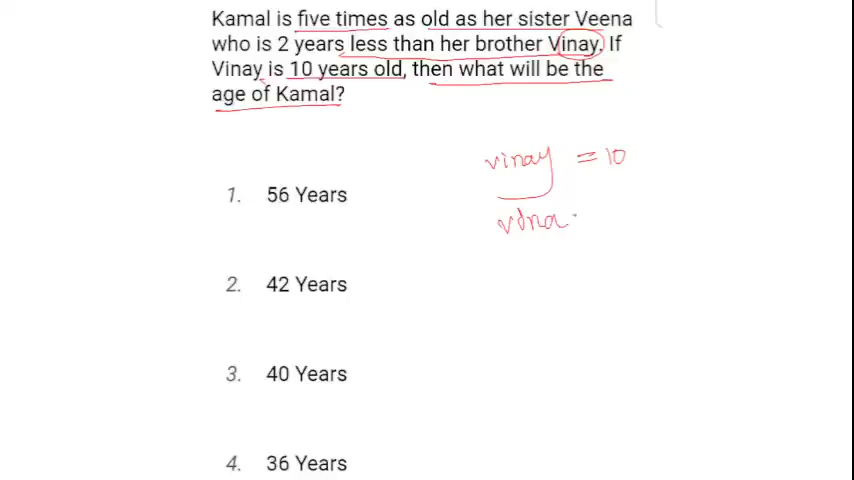 Kamal is five times as old as her sister Veena
who is 2 years less than her brother Vinay. If
Vinay is 10 years old, then what will be the
age of Kamal?
vinay = 10
1. 56 Years
2. 42 Years
3. 40 Years
4. 36 Years